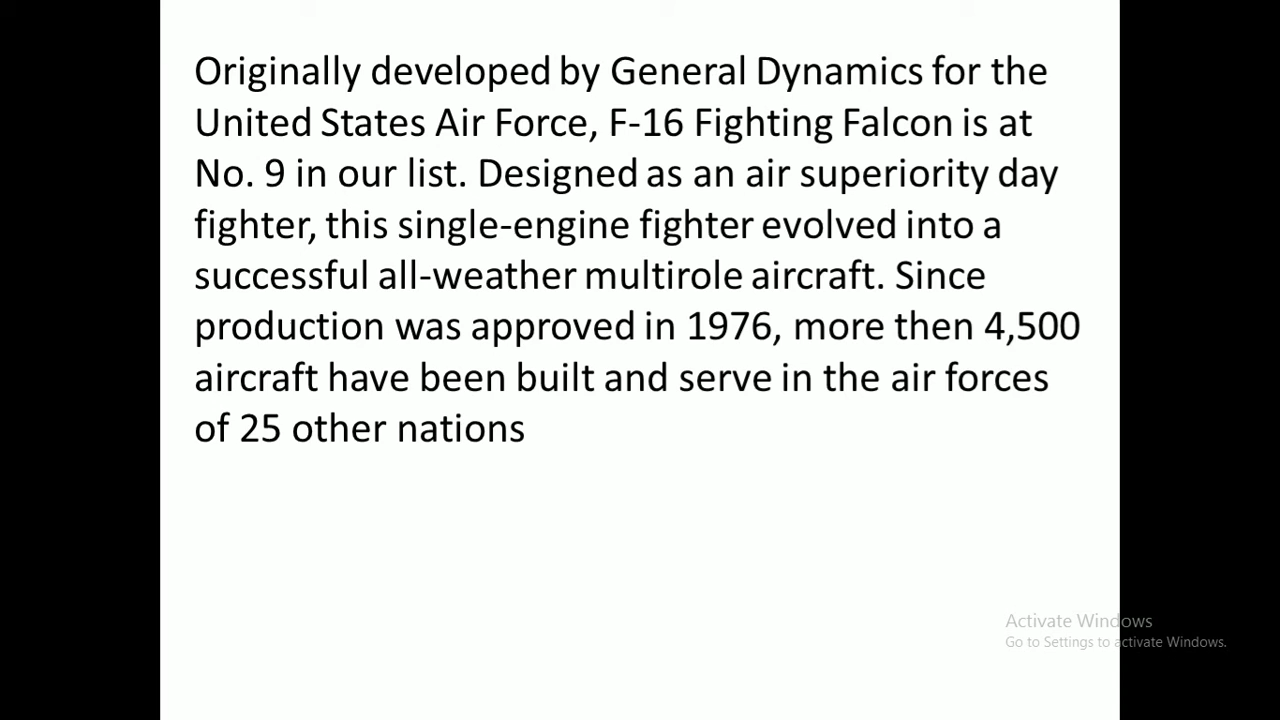 Originally developed by General Dynamics for the
United States Air Force, F-16 Fighting Falcon is at
No. 9 in our list. Designed as an air superiority day
fighter, this single-engine fighter evolved into a
successful all-weather multirole aircraft. Since
production was approved in 1976, more then 4,500
aircraft have been built and serve in the air forces
of 25 other nations
Activate Windows
Go to Settings to activate Windows.